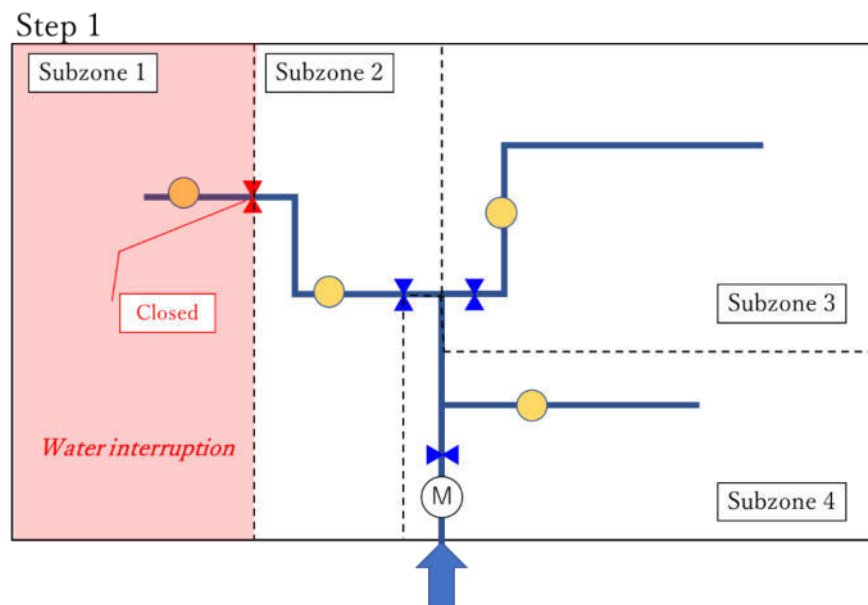 Step 1
Subzone 1
Subzone 2
Closed
Subzone 3
Water interruption
M
Subzone 4